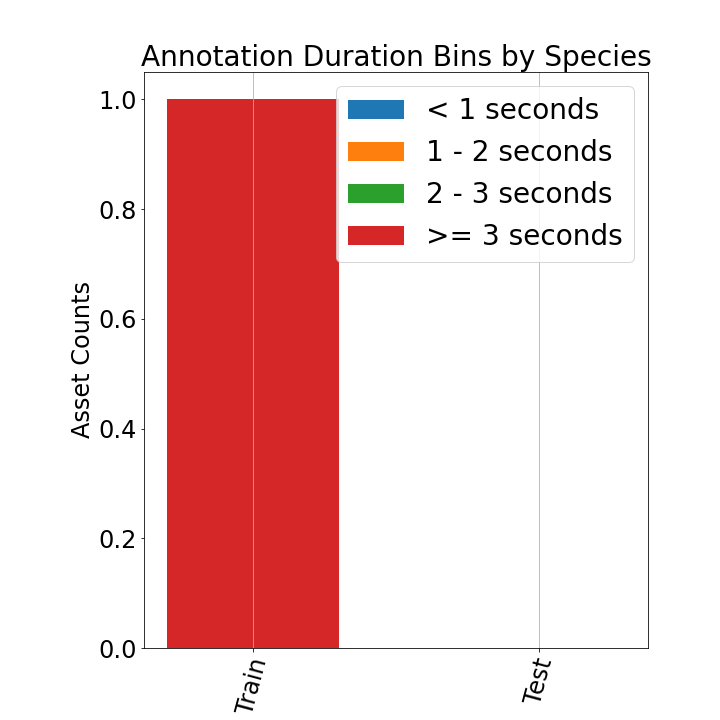 Annotation Duration Bins by Species
< 1 seconds
1 - 2 seconds
2 - 3 seconds
>= 3 seconds
Asset Counts
1.0
0.8
0.6
0.4
0.2
0.0
Train
Test